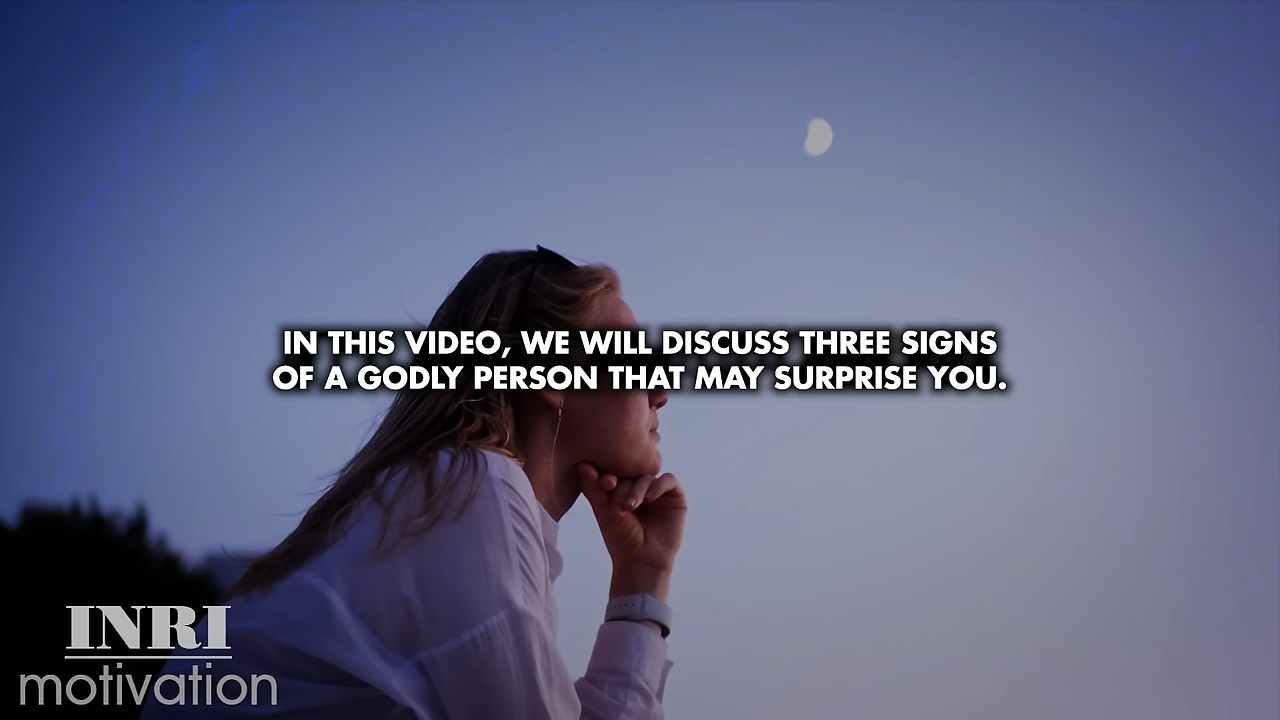 IN THIS VIDEO, WE WILL DISCUSS THREE SIGNS
OF A GODLY PERSON THAT MAY SURPRISE YOU.
INRI
motivation